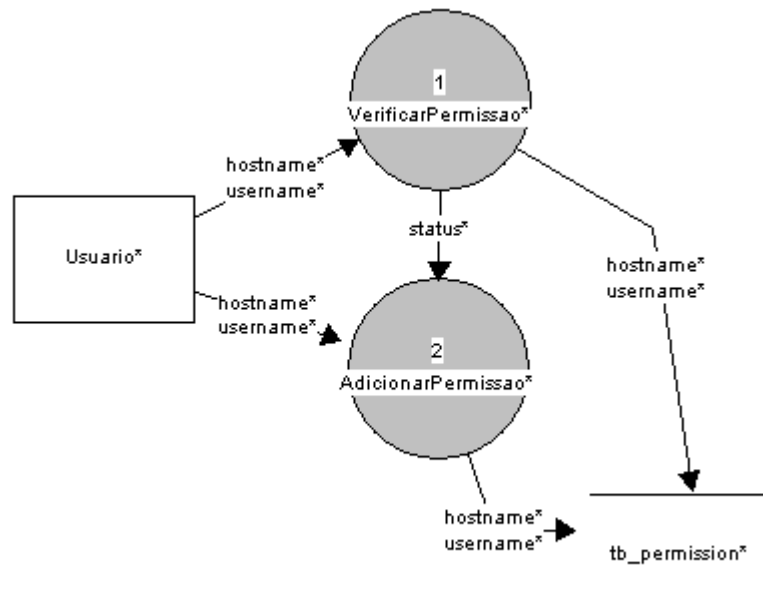 1
VerificarPermissao*
hostname*
username*
status*
Usuario*
hostname*
username*
hostname*
username*
2
AdicionarPermissao*
hostname*
username*
tb_permission*